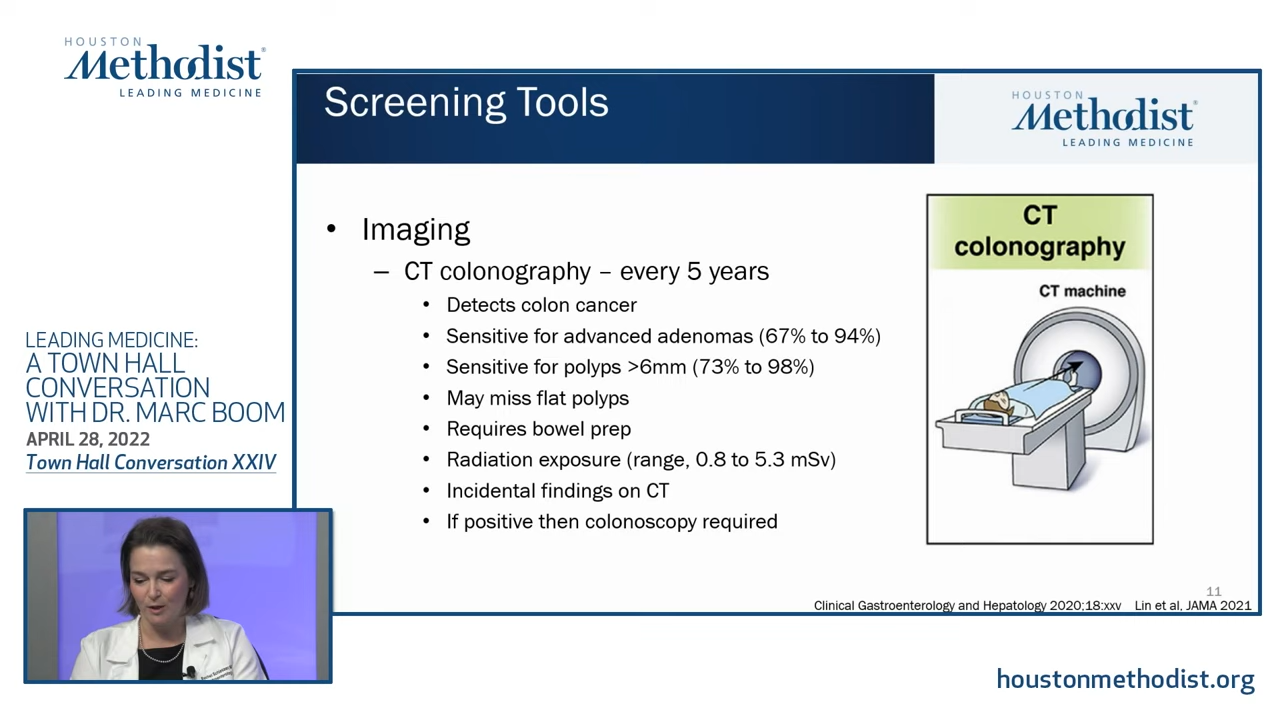 HOUSTON
Methodist®
LEADING MEDICINE
Screening Tools
HOUSTON
Methodist®
LEADING MEDICINE
• Imaging
– CT colonography – every 5 years
• Detects colon cancer
• Sensitive for advanced adenomas (67% to 94%)
• Sensitive for polyps >6mm (73% to 98%)
• May miss flat polyps
• Requires bowel prep
• Radiation exposure (range, 0.8 to 5.3 mSv)
• Incidental findings on CT
• If positive then colonoscopy required
CT
colonography
CT machine
11
Clinical Gastroenterology and Hepatology 2020;18:xxv Lin et al, JAMA 2021
LEADING MEDICINE:
A TOWN HALL
CONVERSATION
WITH DR. MARC BOOM
APRIL 28, 2022
Town Hall Conversation XXIV
houstonmethodist.org